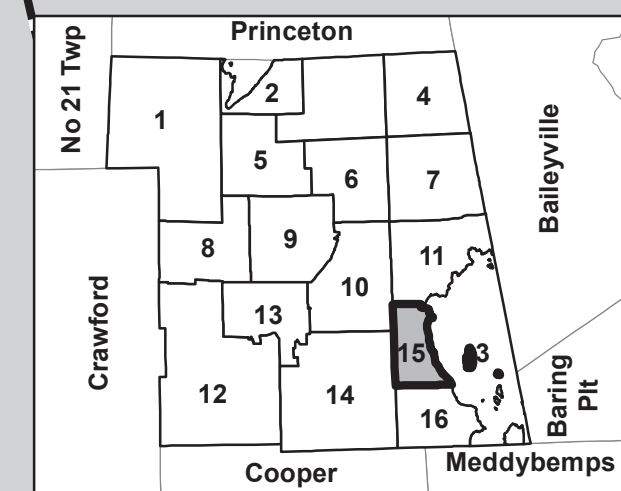 Princeton
No 21 Twp
2
4
1
Baileyville
5
6
7
8
9
11
10
13
Crawford
15
3
12
14
Baring
Plt
16
Cooper
Meddybemps